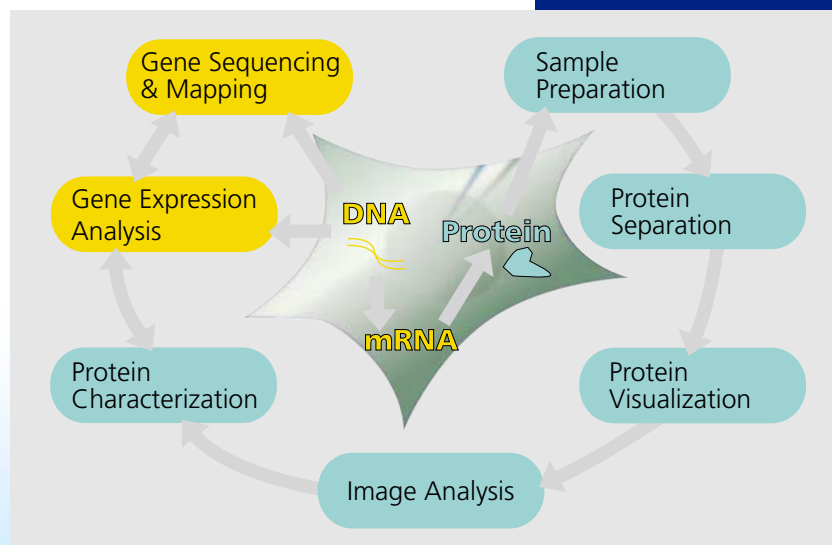 Gene Sequencing
& Mapping
Sample
Preparation
Gene Expression
Analysis
DNA
Protein
Protein
Separation
mRNA
Protein
Characterization
Protein
Visualization
Image Analysis